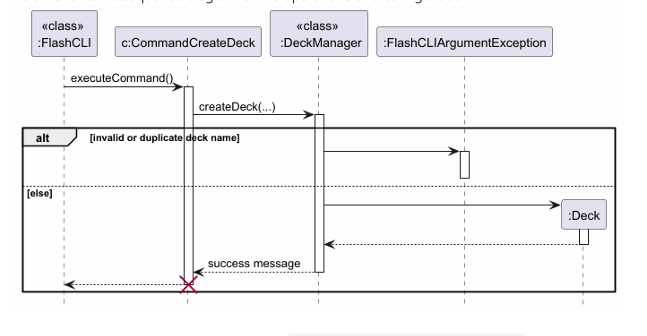 «class»
:FlashCLI
c:CommandCreateDeck
«class»
:DeckManager
:FlashCLIArgumentException
executeCommand()
createDeck(...)
alt
[invalid or duplicate deck name]
[else]
:Deck
success message